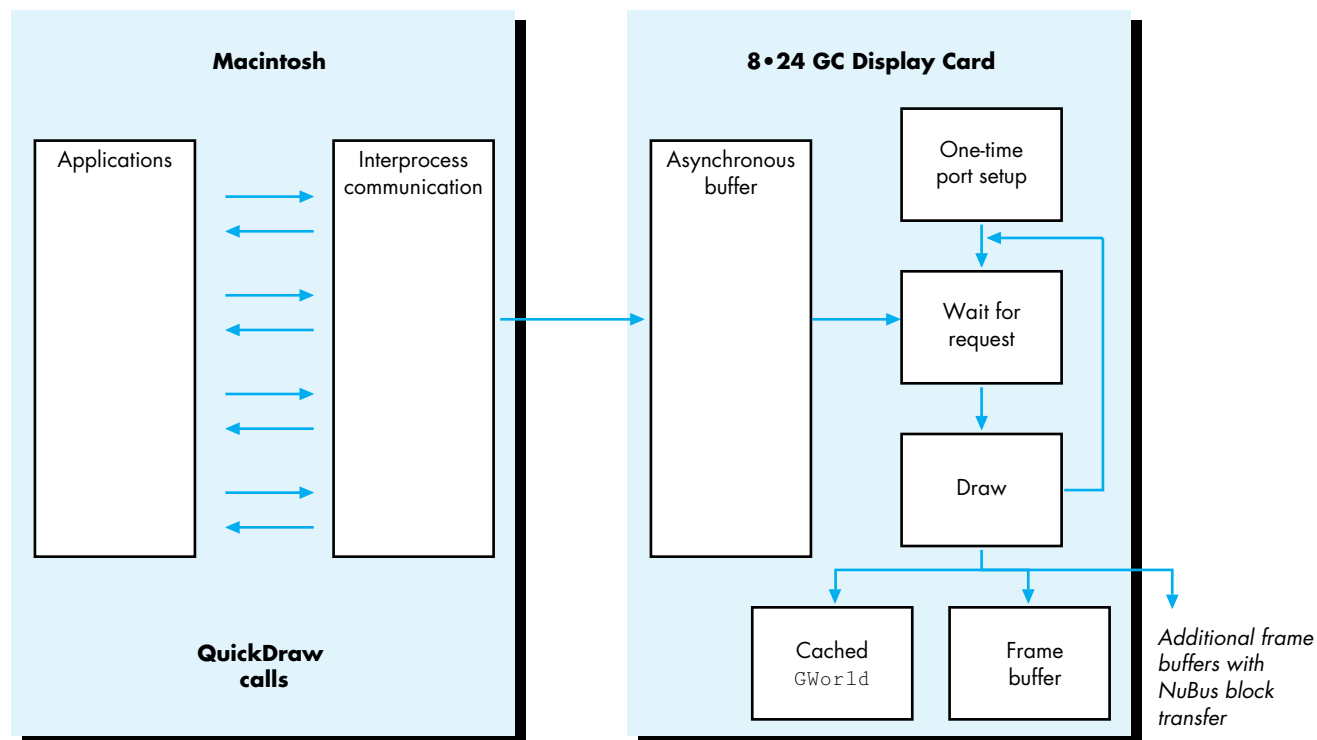 Macintosh
Applications
Interprocess
communication
QuickDraw
calls
8•24 GC Display Card
Asynchronous
buffer
One-time
port setup
Wait for
request
Draw
Cached
GWorld
Frame
buffer
Additional frame
buffers with
NuBus block
transfer